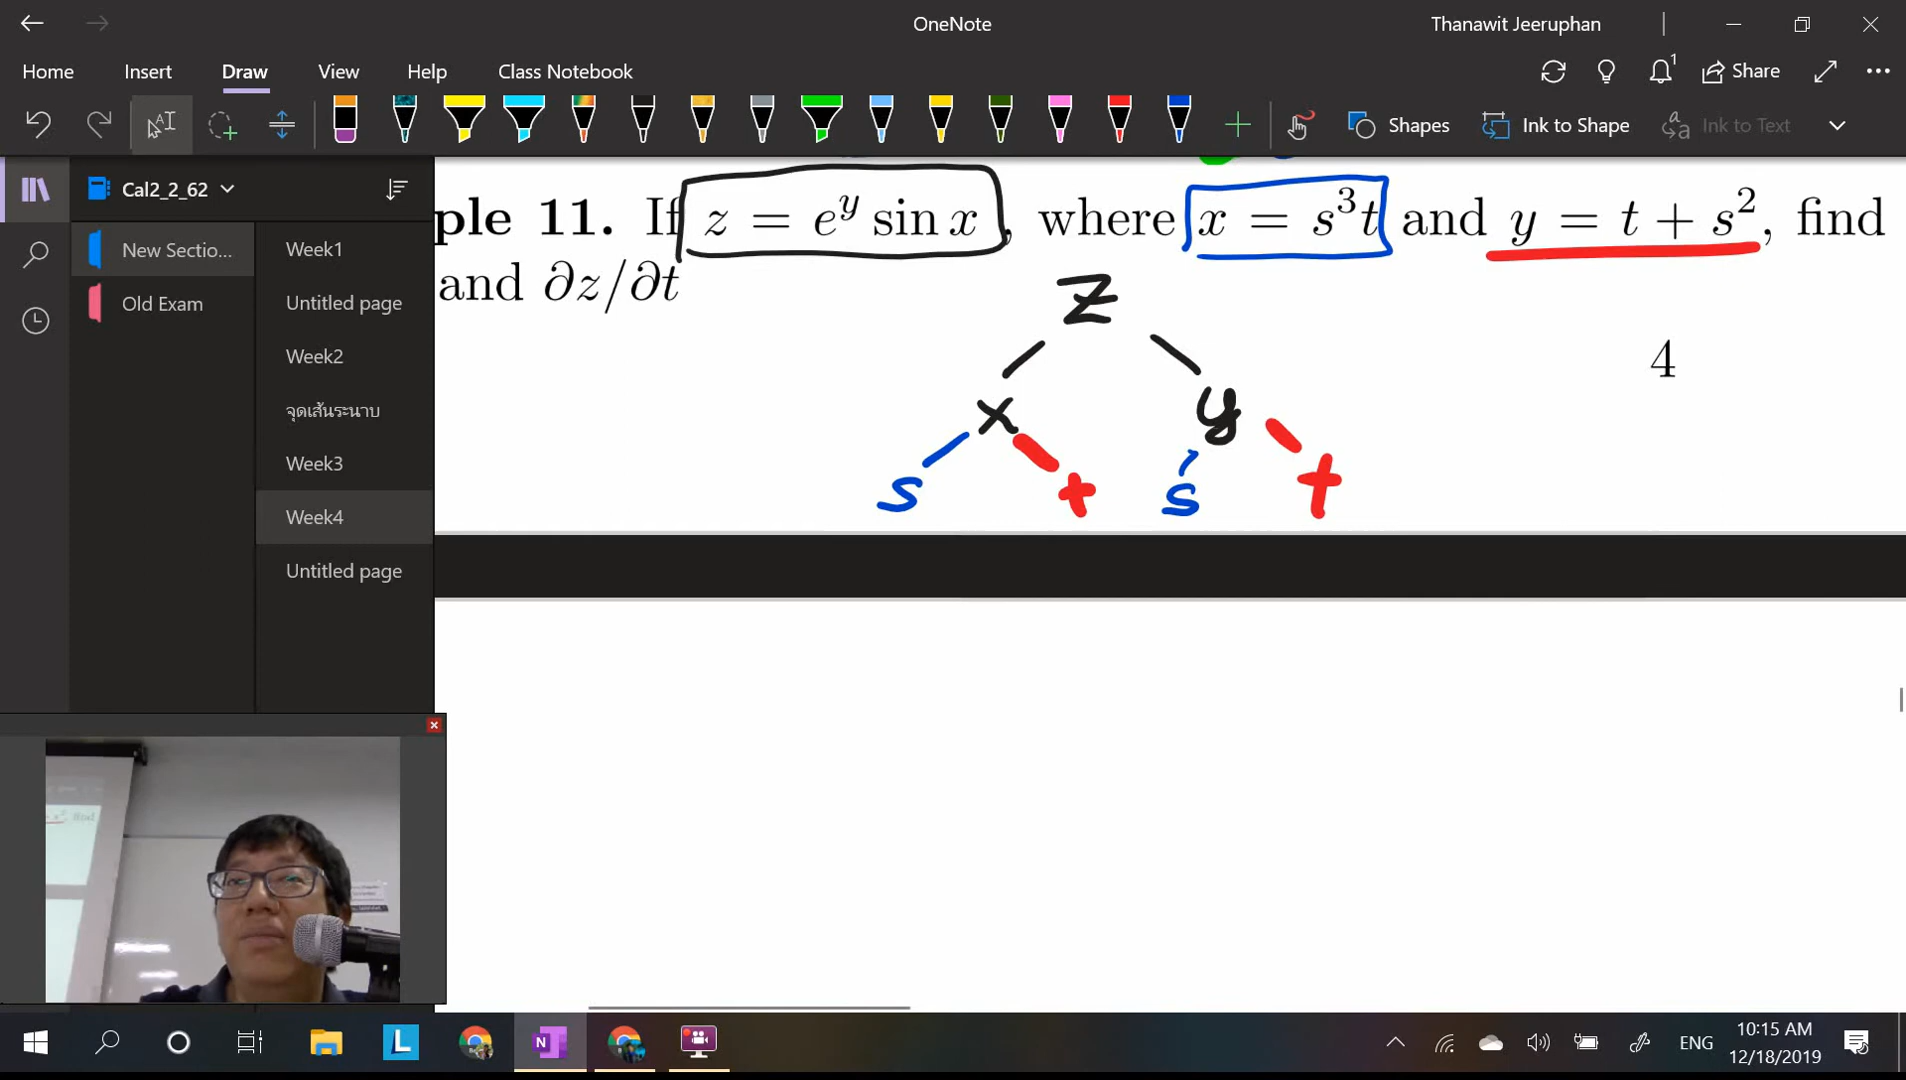 OneNote
Thanawit Jeeruphan
Home Insert Draw View Help Class Notebook
1
Share
Shapes
Ink to Shape
Ink to Text
Cal2_2_62
New Sectio...
Old Exam
Week1
Untitled page
Week2
จุดเส้นระนาบ
Week3
Week4
Untitled page
ple 11. If z = e^y sin x, where x = s³t and y = t + s², find
and ∂z/∂t
z
4
x y
s t s t
L
N
ENG
10:15 AM
12/18/2019